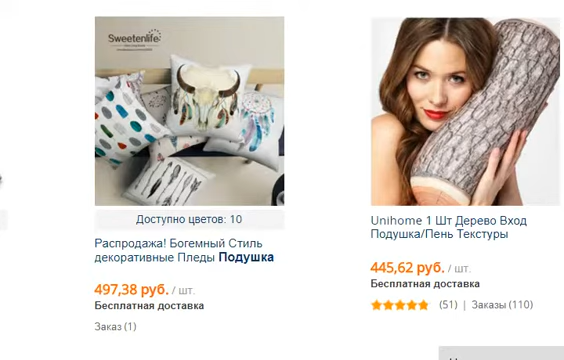 Sweetenlife
Доступно цветов: 10
Распродажа! Богемный Стиль
декоративные Пледы Подушка
497,38 руб. / шт.
Бесплатная доставка
Заказ (1)
Unihome 1 Шт Дерево Вход
Подушка/Пень Текстуры
445,62 руб. / шт.
Бесплатная доставка
(51) | Заказы (110)